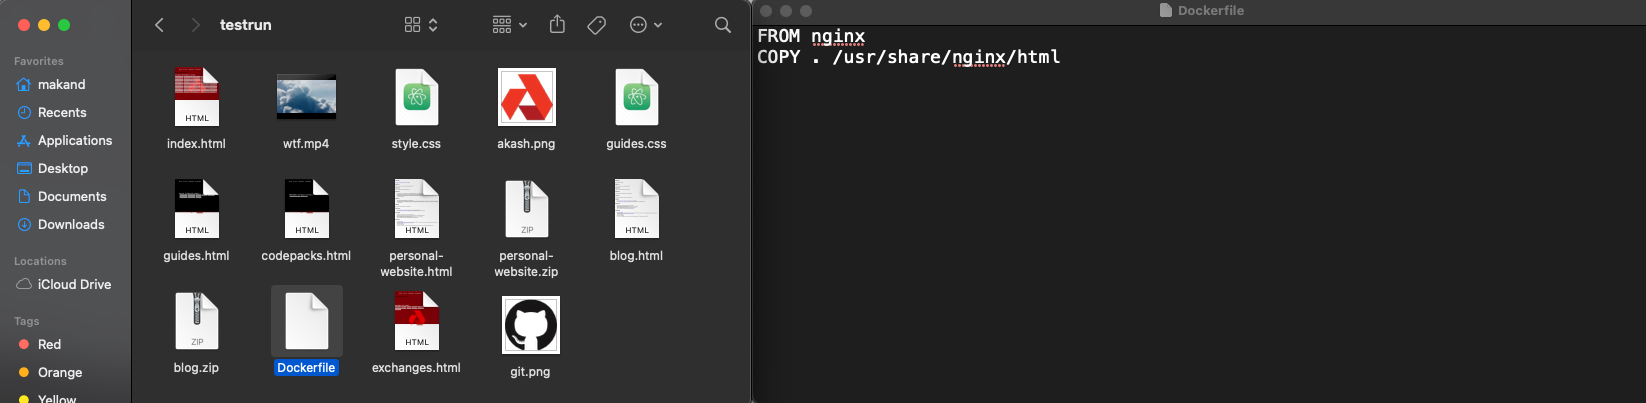 testrun
Favorites
makand
Recents
Applications
Desktop
Documents
Downloads
Locations
iCloud Drive
Tags
Red
Orange
Yellow
HTML
index.html
wtf.mp4
style.css
akash.png
guides.css
HTML
guides.html
HTML
codepacks.html
HTML
personal-
website.html
ZIP
personal-
website.zip
HTML
blog.html
ZIP
blog.zip
Dockerfile
HTML
exchanges.html
git.png
Dockerfile
FROM nginx
COPY . /usr/share/nginx/html